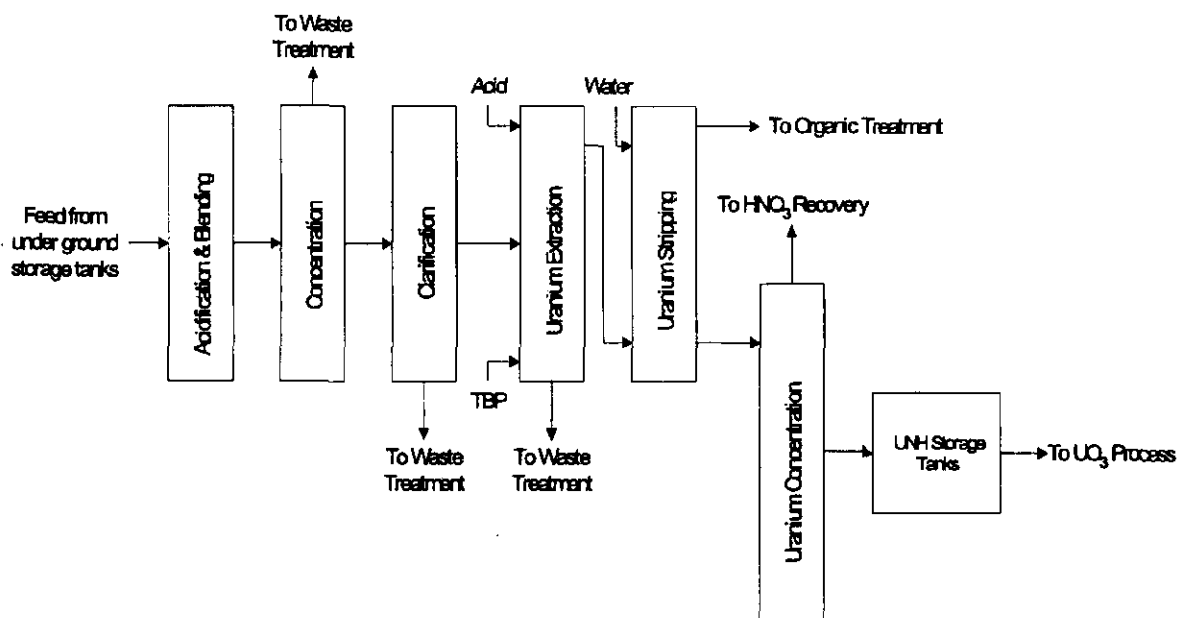 To Waste
Treatment
Acid
Water
To Organic Treatment
To HNO₃ Recovery
Feed from
under ground
storage tanks
Acidification & Blending
Concentration
Clarification
Uranium Extraction
Uranium Stripping
TBP
To Waste
Treatment
To Waste
Treatment
Uranium Concentration
UNH Storage
Tanks
To UO₃ Process